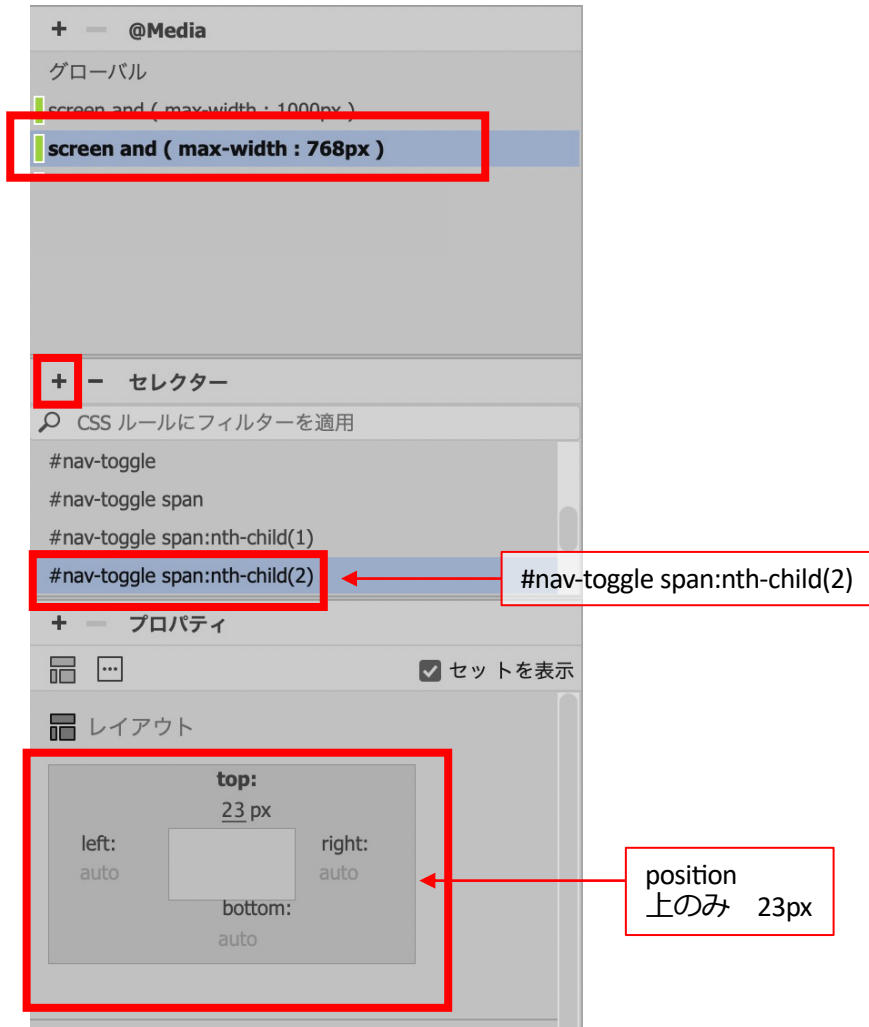 + − @Media
グローバル
screen and ( max-width : 1000px )
screen and ( max-width : 768px )
+ − セレクター
CSS ルールにフィルターを適用
#nav-toggle
#nav-toggle span
#nav-toggle span:nth-child(1)
#nav-toggle span:nth-child(2)
#nav-toggle span:nth-child(2)
+ − プロパティ
セットを表示
レイアウト
top:
23 px
left:
right:
auto
auto
bottom:
auto
position
上のみ 23px